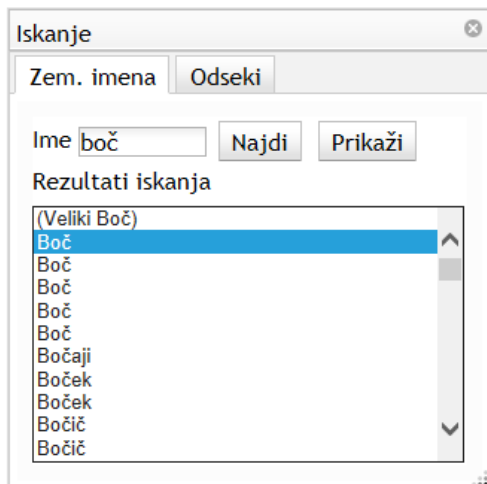 Iskanje
Zem. imena Odseki
Ime boč Najdi Prikaži
Rezultati iskanja
(Veliki Boč)
Boč
Boč
Boč
Boč
Boč
Bočaji
Boček
Boček
Bočič
Bočič